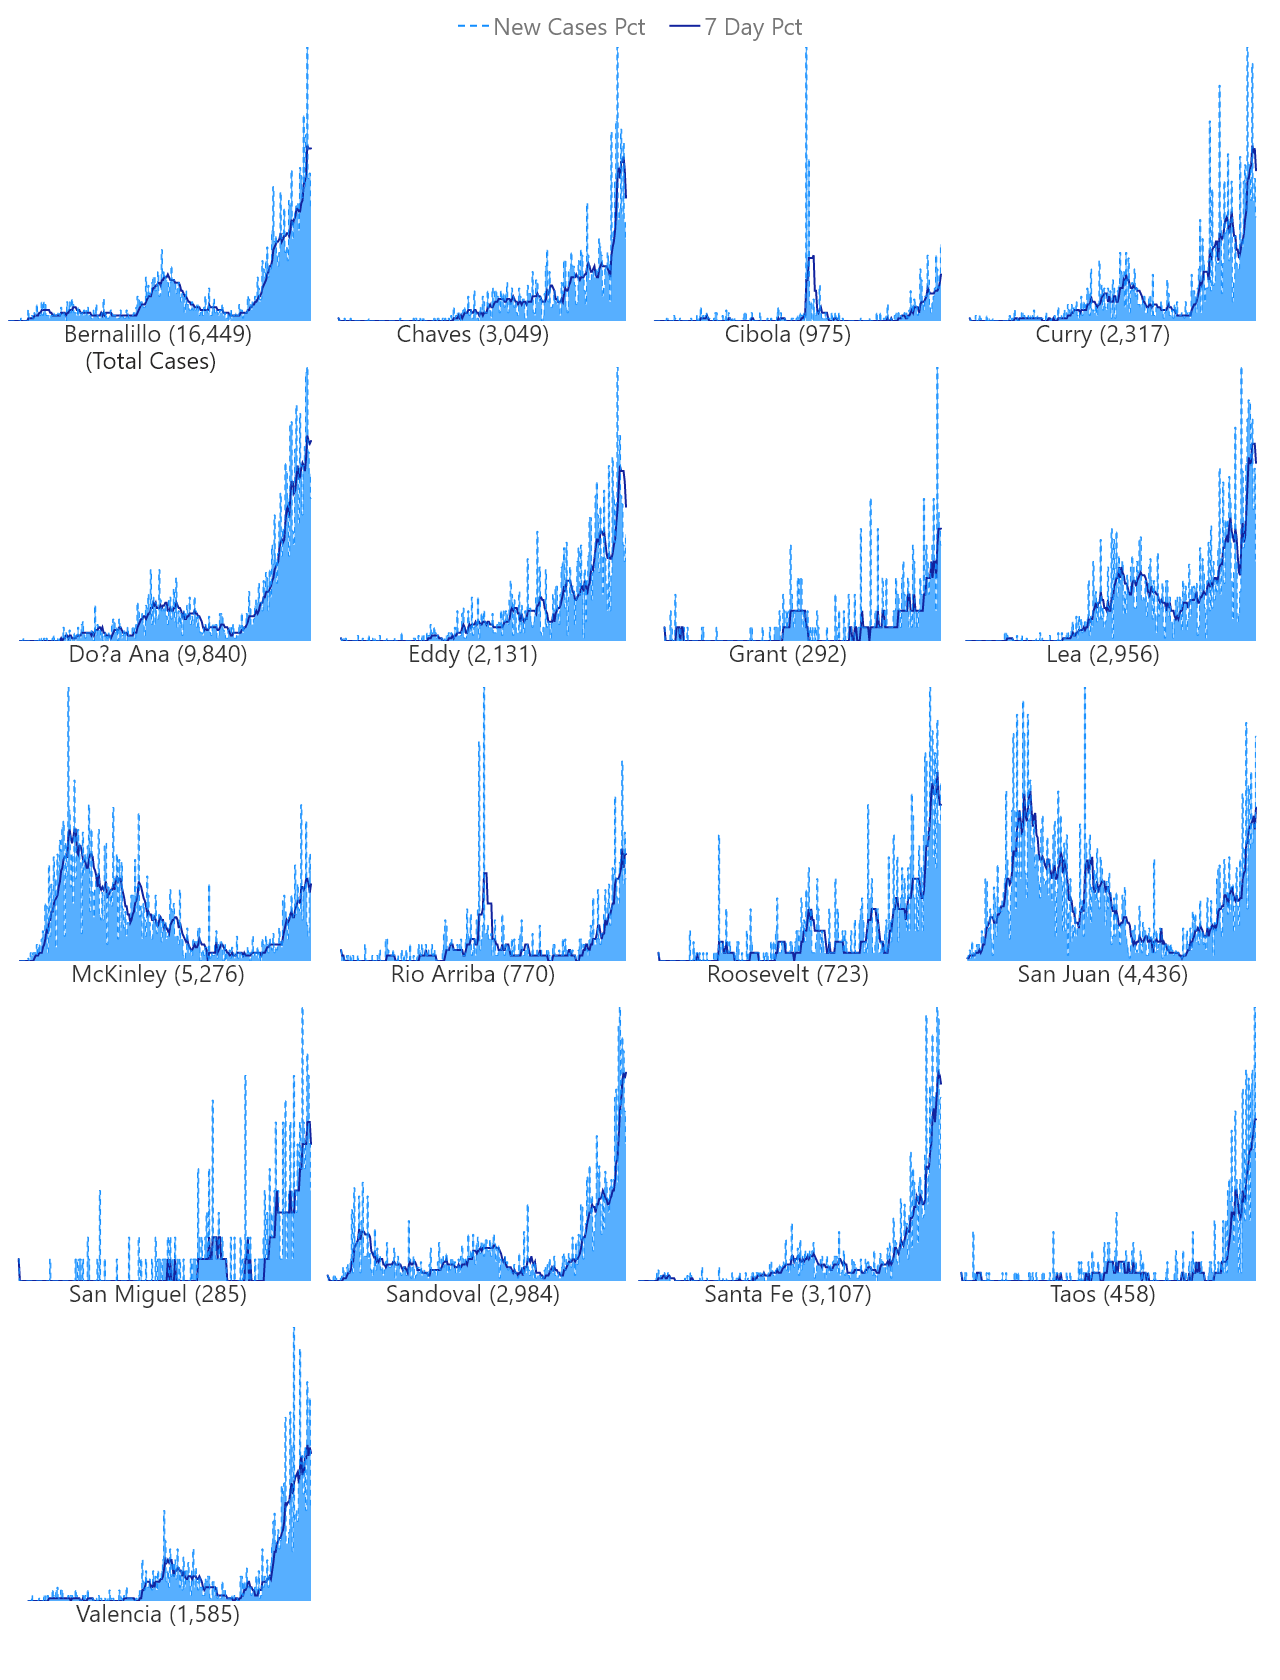 New Cases Pct 7 Day Pct
Bernalillo (16,449)
(Total Cases)
Chaves (3,049)
Cibola (975)
Curry (2,317)
Do?a Ana (9,840)
Eddy (2,131)
Grant (292)
Lea (2,956)
McKinley (5,276)
Rio Arriba (770)
Roosevelt (723)
San Juan (4,436)
San Miguel (285)
Sandoval (2,984)
Santa Fe (3,107)
Taos (458)
Valencia (1,585)